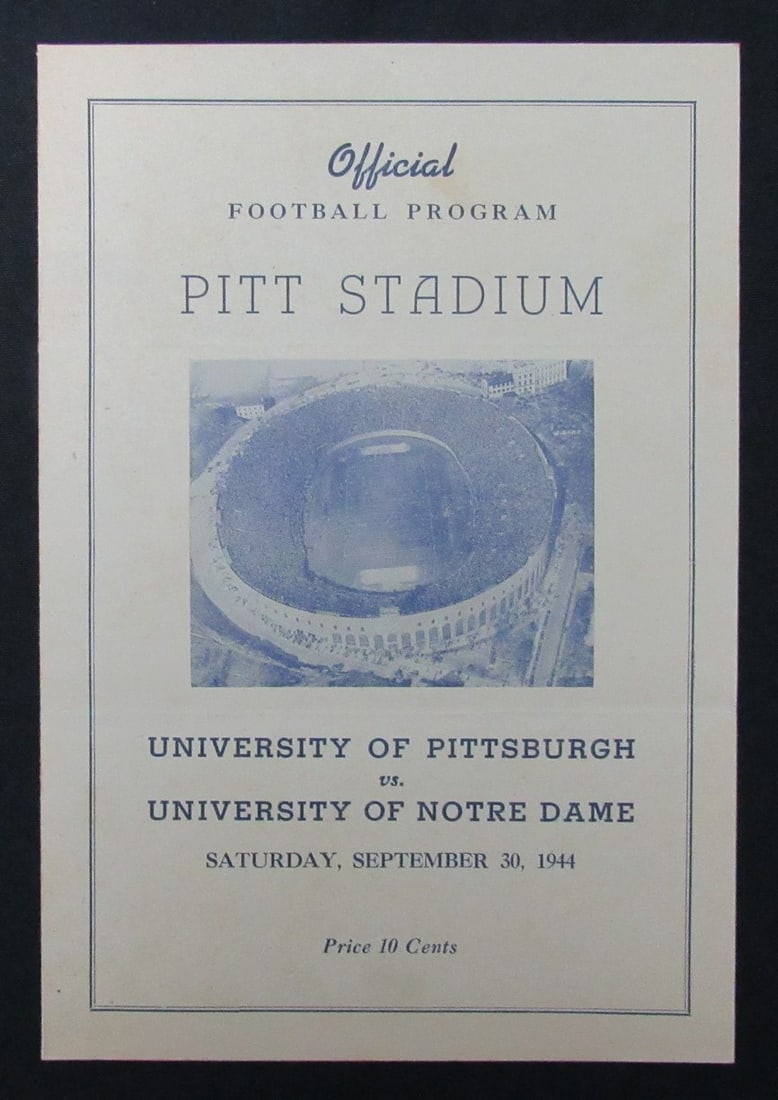 Official
FOOTBALL PROGRAM
PITT STADIUM
UNIVERSITY OF PITTSBURGH
vs.
UNIVERSITY OF NOTRE DAME
SATURDAY, SEPTEMBER 30, 1944
Price 10 Cents